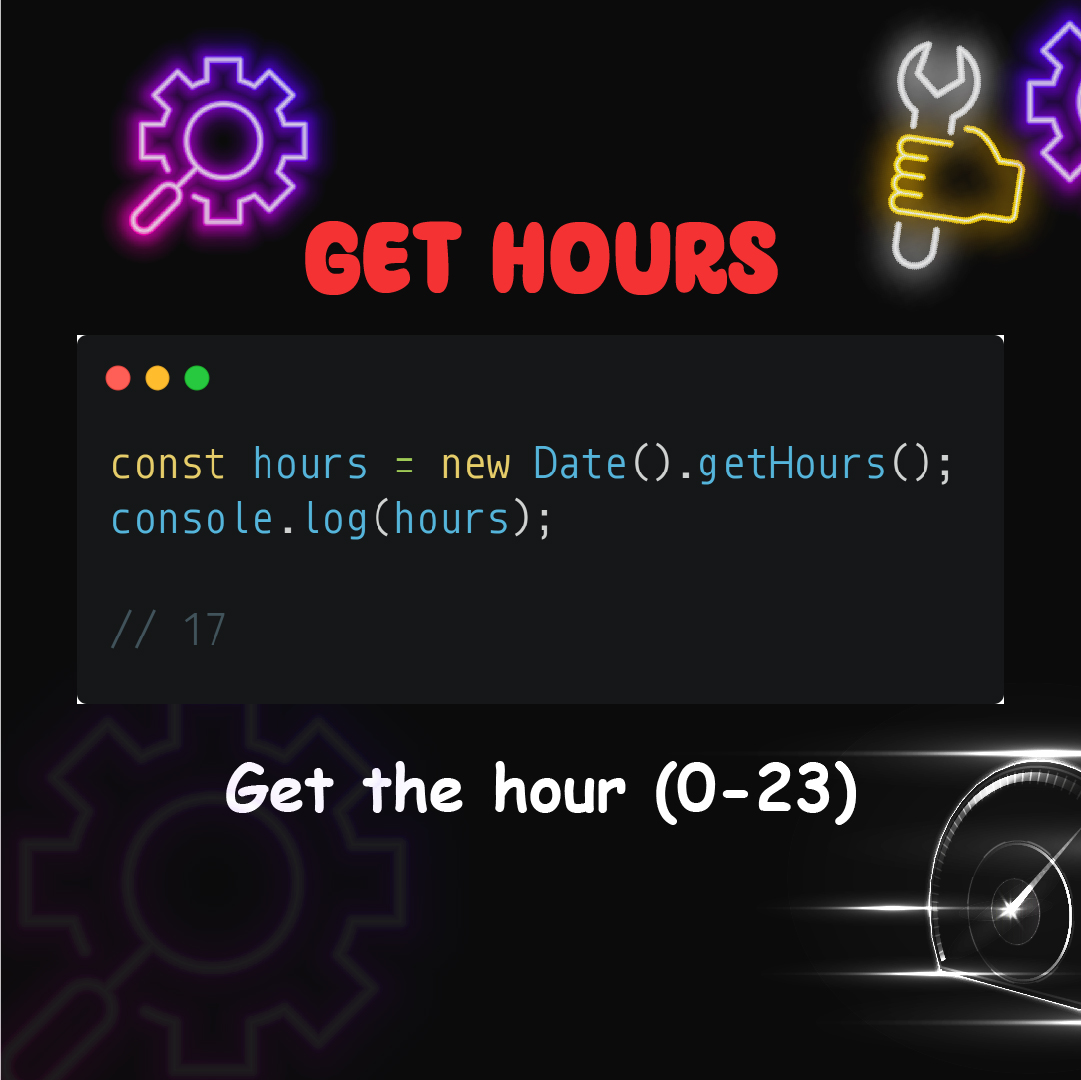 GET HOURS
const hours = new Date().getHours();
console.log(hours);
// 17
Get the hour (0-23)